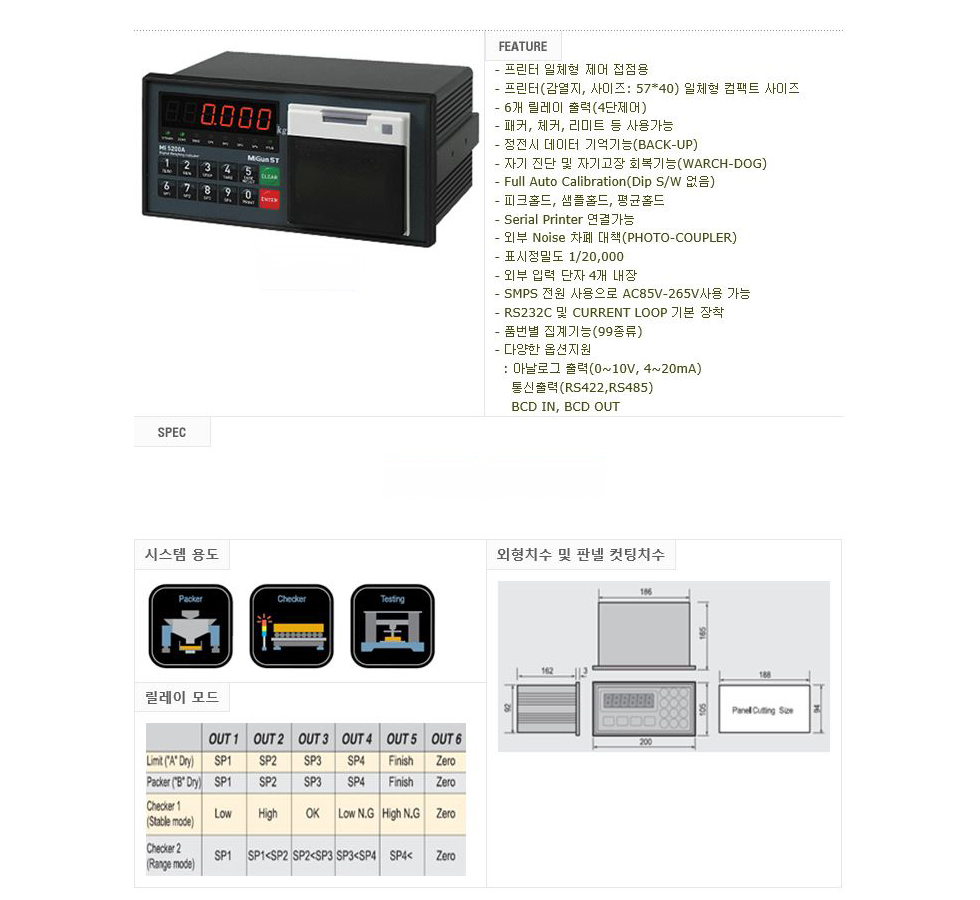 FEATURE
- 프린터 일체형 제어 접점용
- 프린터(감열지, 사이즈: 57*40) 일체형 컴팩트 사이즈
- 6개 릴레이 출력(4단제어)
- 패커, 체커, 리미트 등 사용가능
- 정전시 데이터 기억기능(BACK-UP)
- 자기 진단 및 자기고장 회복기능(WARCH-DOG)
- Full Auto Calibration(Dip S/W 없음)
- 피크홀드, 샘플홀드, 평균홀드
- Serial Printer 연결가능
- 외부 Noise 차폐 대책(PHOTO-COUPLER)
- 표시정밀도 1/20,000
- 외부 입력 단자 4개 내장
- SMPS 전원 사용으로 AC85V-265V사용 가능
- RS232C 및 CURRENT LOOP 기본 장착
- 품번별 집계기능(99종류)
- 다양한 옵션지원
: 아날로그 출력(0~10V, 4~20mA)
통신출력(RS422,RS485)
BCD IN, BCD OUT
0.000
kg
MI 5200A
MiGun ST
1 2 3 4 5 CLEAR
6 7 8 9 0 ENTER
SPEC
시스템 용도
Packer Checker Testing
릴레이 모드
OUT 1 OUT 2 OUT 3 OUT 4 OUT 5 OUT 6
Limit ("A" Dry) SP1 SP2 SP3 SP4 Finish Zero
Packer ("B" Dry) SP1 SP2 SP3 SP4 Finish Zero
Checker 1 (Stable mode) Low High OK Low N.G High N.G Zero
Checker 2 (Range mode) SP1 SP1<SP2 SP2<SP3 SP3<SP4 SP4< Zero
외형치수 및 판넬 컷팅치수
186
165
162 3
188
92
105
Panell Cutting Size
94
200